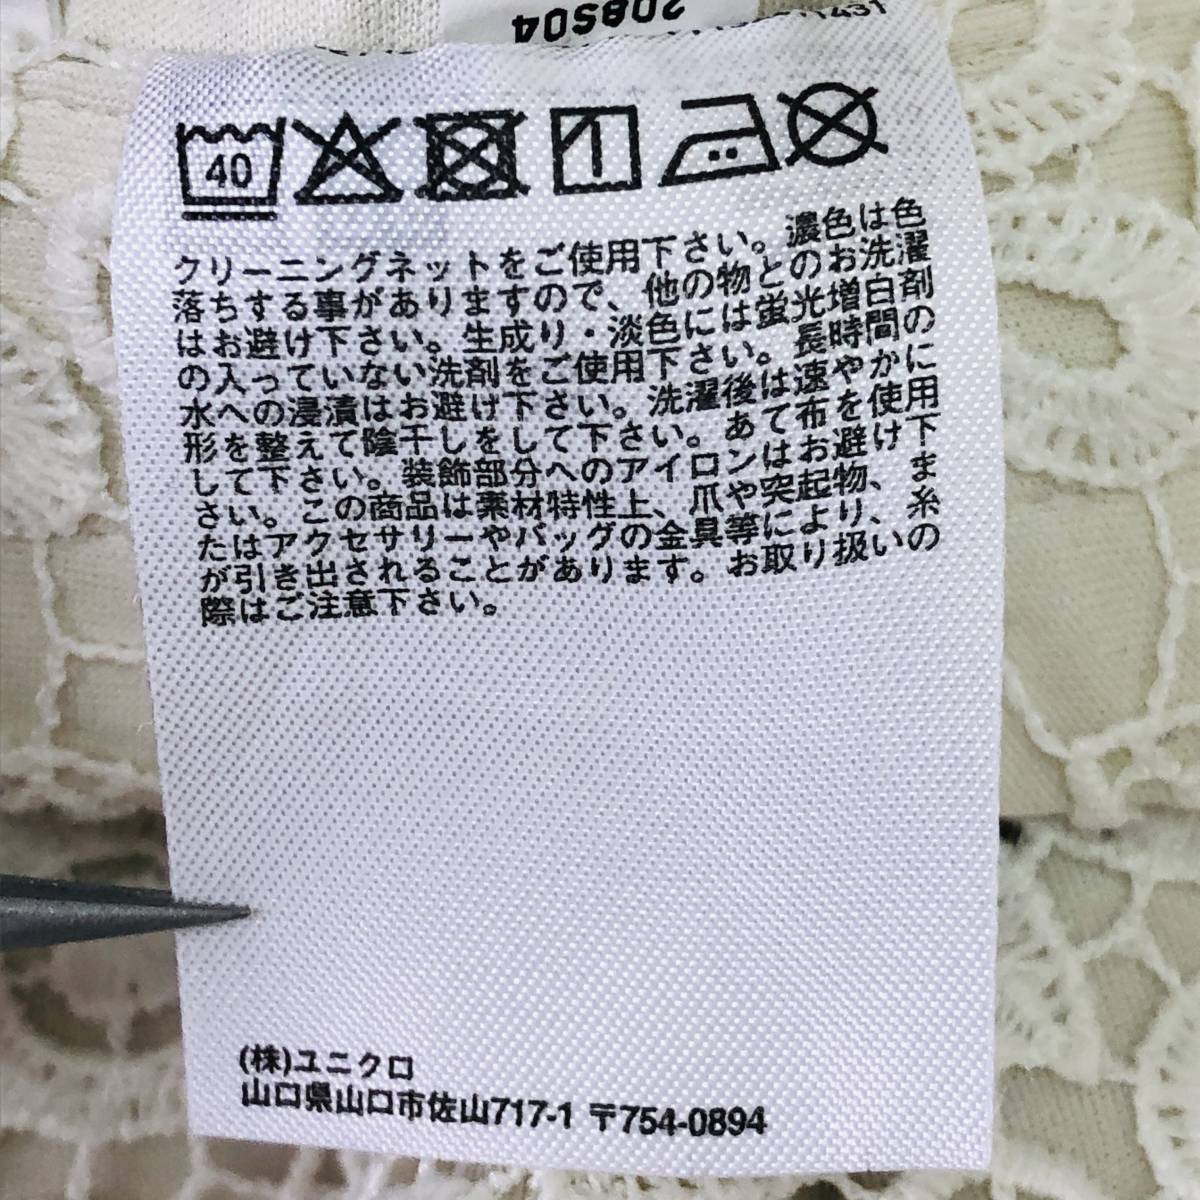 208S04
40
クリーニングネットをご使用下さい。濃色は色
落ちする事がありますので、他の物とのお洗濯
はお避け下さい。生成り・淡色には蛍光増白剤
の入っていない洗剤をご使用下さい。長時間の
水への浸漬はお避け下さい。洗濯後は速やかに
形を整えて陰干しをして下さい。あて布を使用
して下さい。装飾部分へのアイロンはお避け下
さい。この商品は素材特性上、爪や突起物、ま
たはアクセサリーやバッグの金具等により、糸
が引き出されることがあります。お取り扱いの
際はご注意下さい。
(株)ユニクロ
山口県山口市佐山717-1 〒754-0894